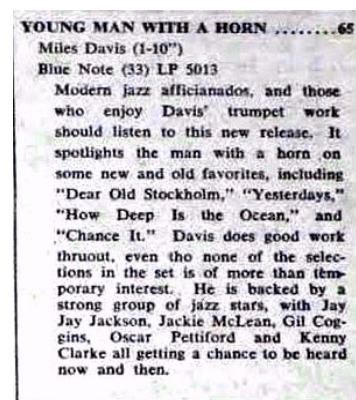 YOUNG MAN WITH A HORN ........65
Miles Davis (1-10")
Blue Note (33) LP 5013
Modern jazz afficianados, and those
who enjoy Davis' trumpet work
should listen to this new release. It
spotlights the man with a horn on
some new and old favorites, including
"Dear Old Stockholm," "Yesterdays,"
"How Deep Is the Ocean," and
"Chance It." Davis does good work
thruout, even tho none of the selec-
tions in the set is of more than tem-
porary interest. He is backed by a
strong group of jazz stars, with Jay
Jay Jackson, Jackie McLean, Gil Cog-
gins, Oscar Pettiford and Kenny
Clarke all getting a chance to be heard
now and then.